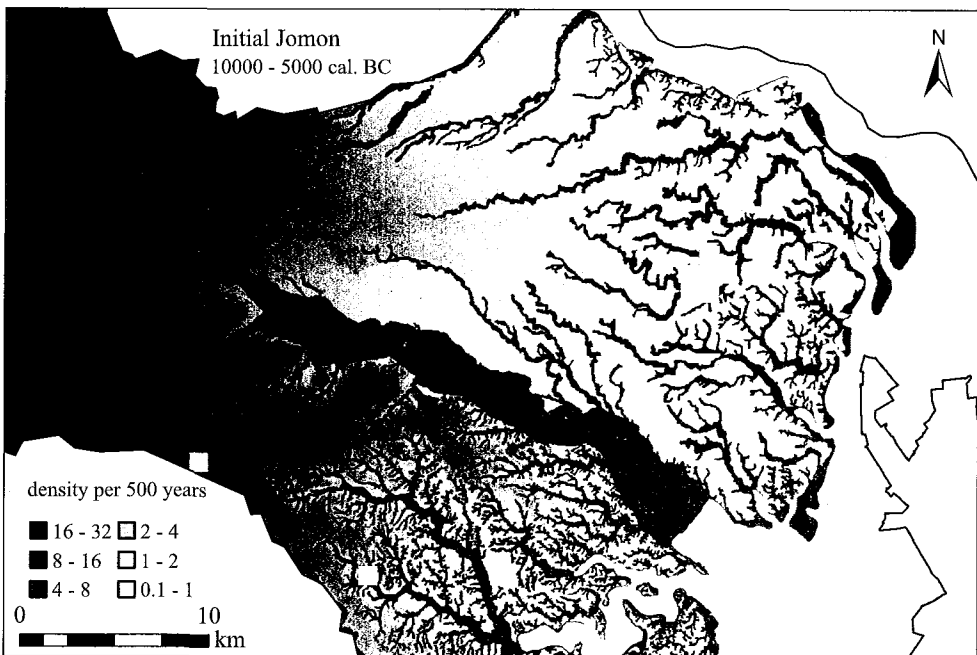 Initial Jomon
10000 - 5000 cal. BC
N
density per 500 years
16 - 32 2 - 4
8 - 16 1 - 2
4 - 8 0.1 - 1
0 10
km